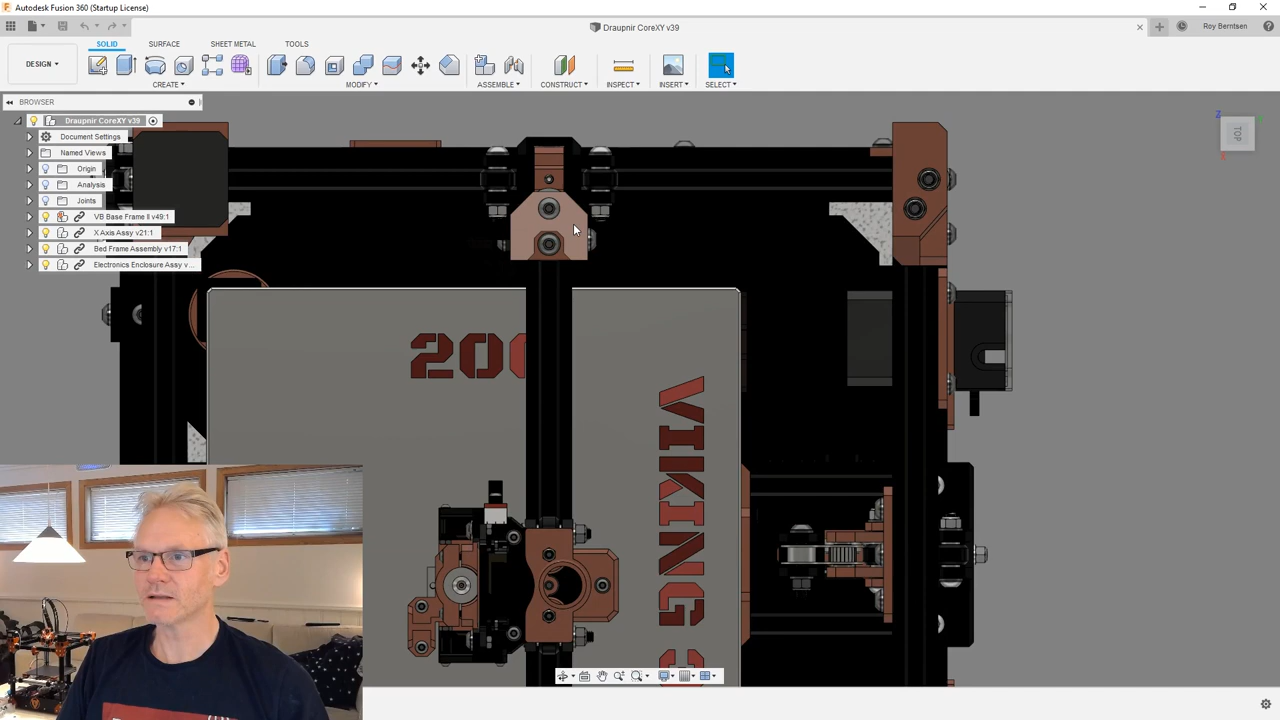 Autodesk Fusion 360 (Startup License)
Draupnir CoreXY v39
Roy Berntsen
SOLID SURFACE SHEET METAL TOOLS
DESIGN
CREATE MODIFY ASSEMBLE CONSTRUCT INSPECT INSERT SELECT
BROWSER
Draupnir CoreXY v39
Document Settings
Named Views
Origin
Analysis
Joints
VB Base Frame II v49:1
X Axis Assy v21:1
Bed Frame Assembly v17:1
Electronics Enclosure Assy v...
Z
TOP
X
200
VIKING